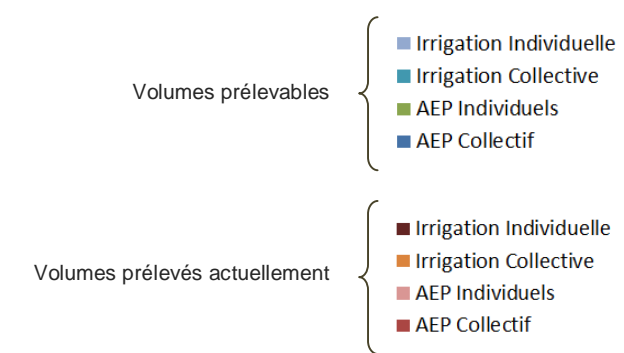 Volumes prélevables
Irrigation Individuelle
Irrigation Collective
AEP Individuels
AEP Collectif
Volumes prélevés actuellement
Irrigation Individuelle
Irrigation Collective
AEP Individuels
AEP Collectif